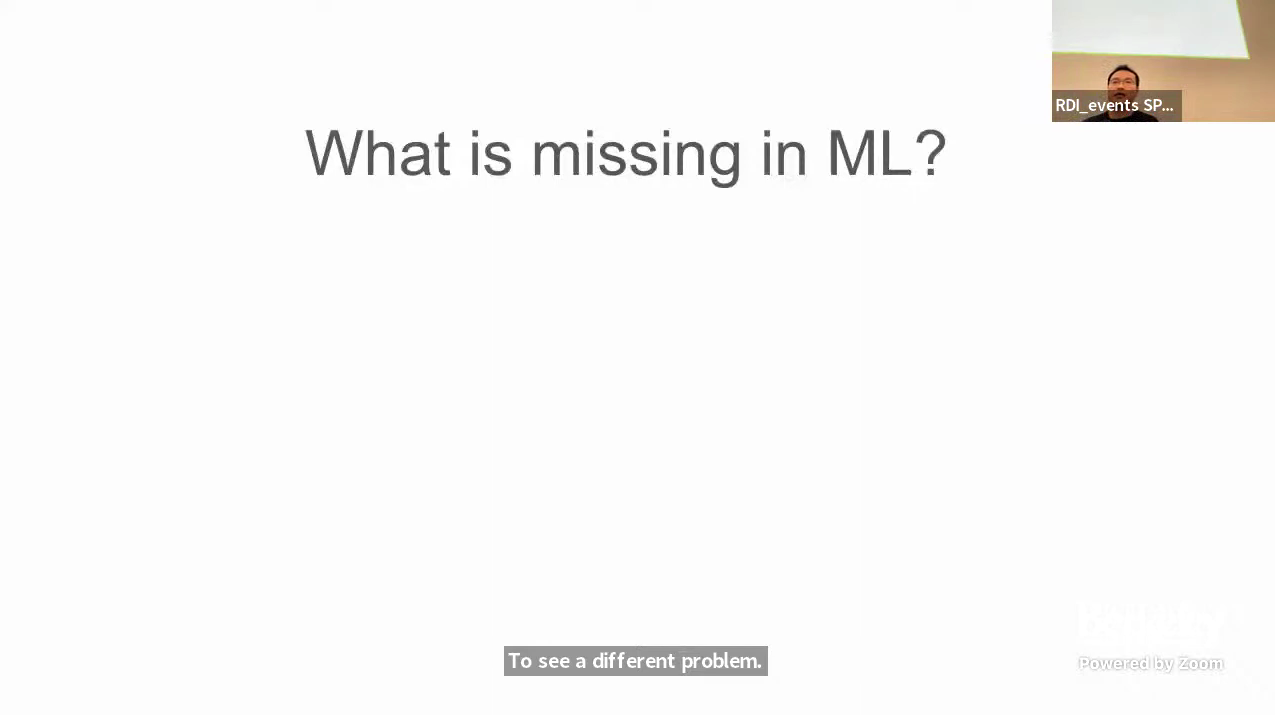 What is missing in ML?
RDI_events SP...
To see a different problem.
Powered by Zoom